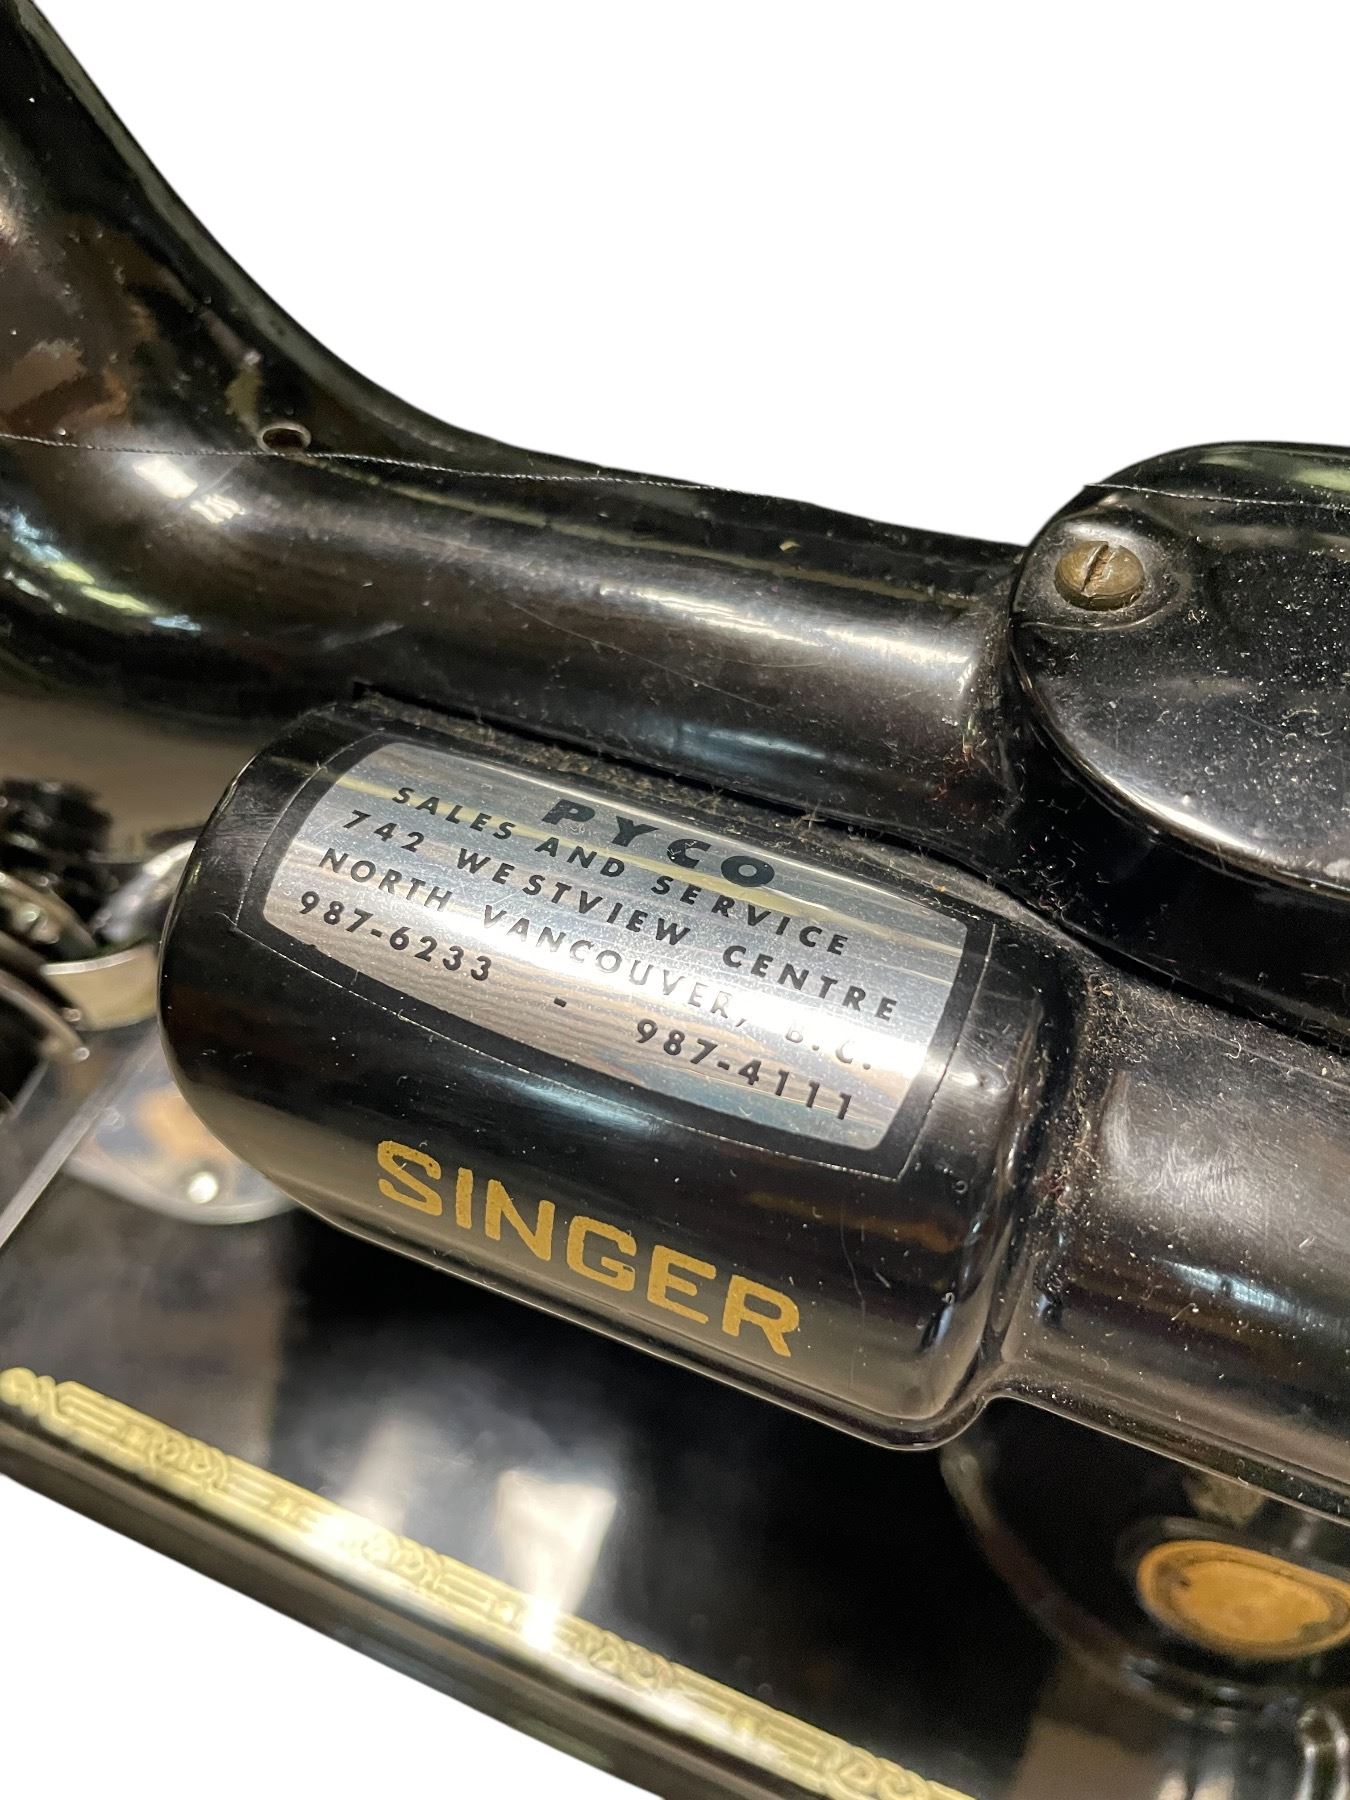 PYCO
SALES AND SERVICE
742 WESTVIEW CENTRE
NORTH VANCOUVER, B.C.
987-6233 - 987-4111
SINGER